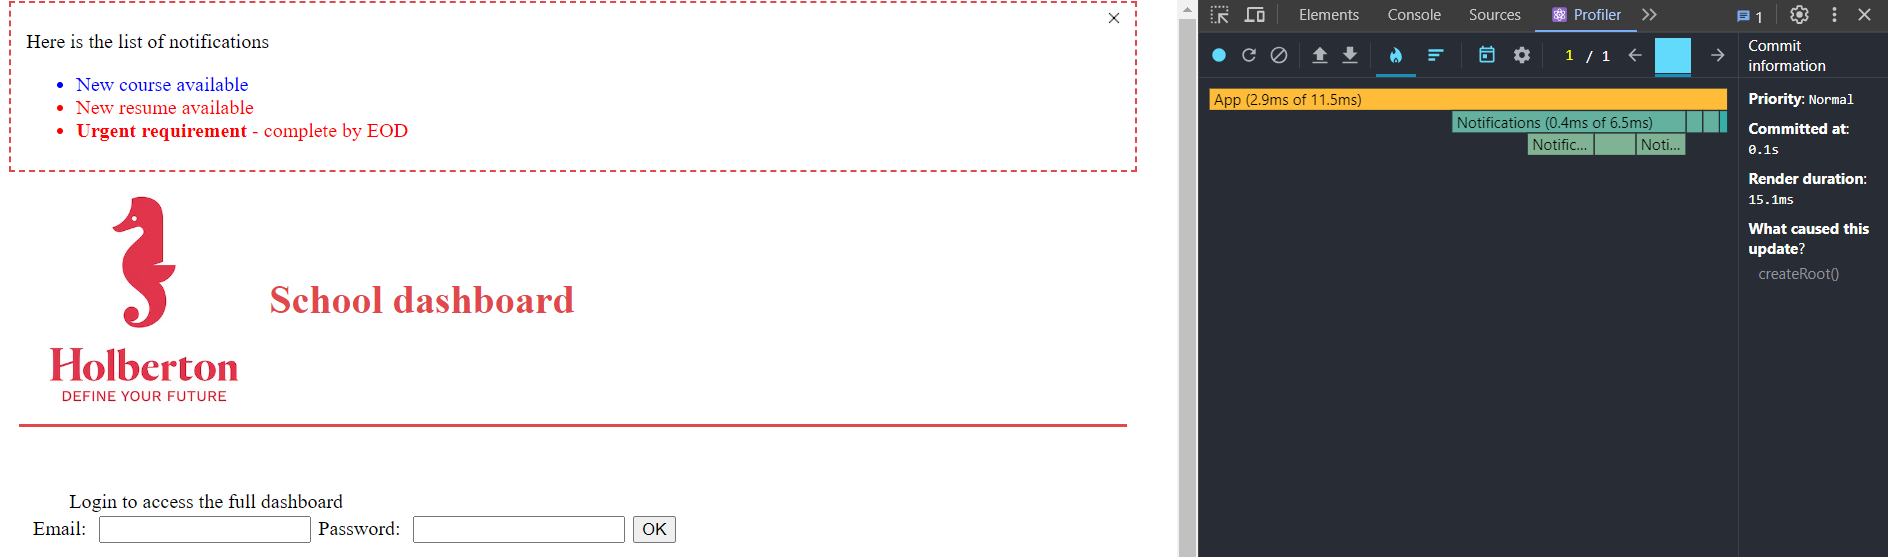 Here is the list of notifications
New course available
New resume available
Urgent requirement - complete by EOD
Holberton
DEFINE YOUR FUTURE
School dashboard
Login to access the full dashboard
Email: Password: OK
Elements Console Sources Profiler 1
1 / 1
App (2.9ms of 11.5ms)
Notifications (0.4ms of 6.5ms)
Notific... Noti...
Commit
information
Priority: Normal
Committed at:
0.1s
Render duration:
15.1ms
What caused this
update?
createRoot()